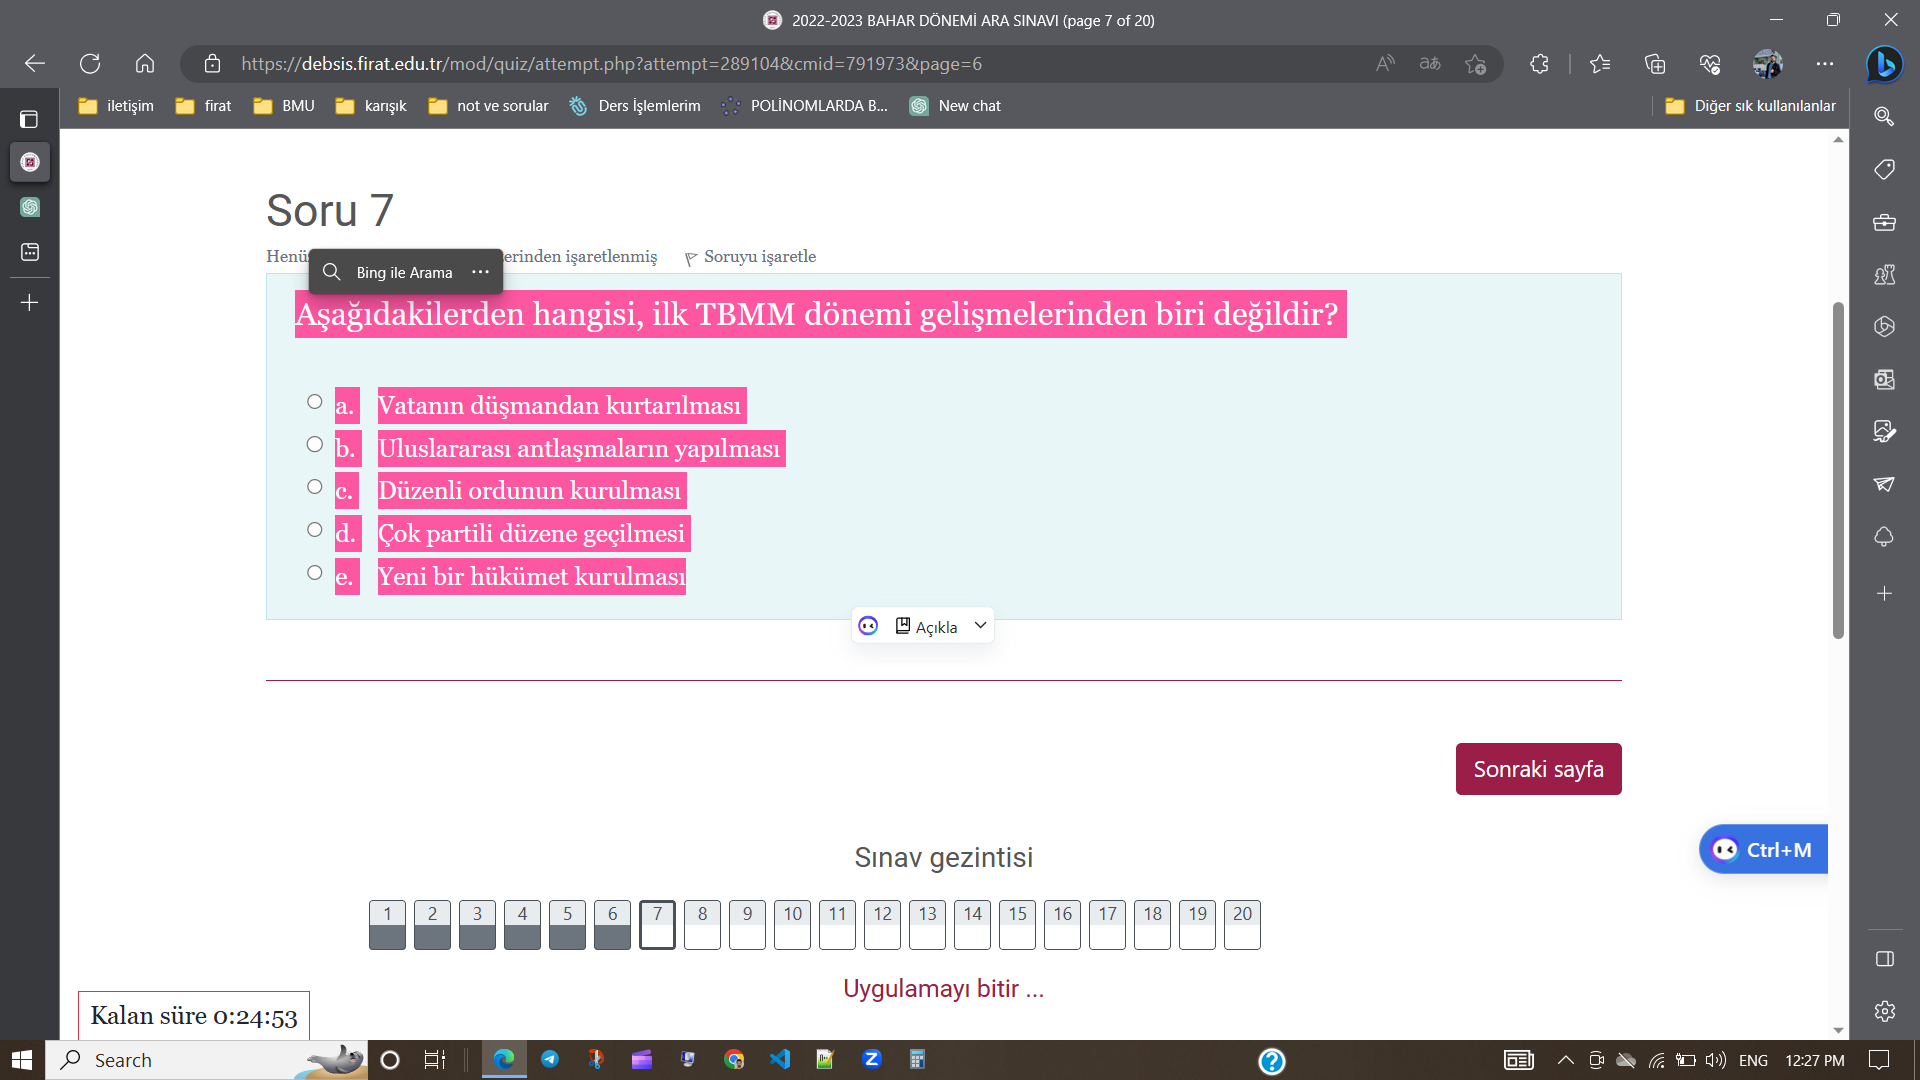 2022-2023 BAHAR DÖNEMİ ARA SINAVI (page 7 of 20)
https://debsis.firat.edu.tr/mod/quiz/attempt.php?attempt=289104&cmid=791973&page=6
iletişim
firat
BMU
karışık
not ve sorular
Ders İşlemlerim
POLİNOMLARDA B...
New chat
Diğer sık kullanılanlar
Soru 7
erinden işaretlenmiş
Soruyu işaretle
Bing ile Arama
Aşağıdakilerden hangisi, ilk TBMM dönemi gelişmelerinden biri değildir?
a. Vatanın düşmandan kurtarılması
b. Uluslararası antlaşmaların yapılması
c. Düzenli ordunun kurulması
d. Çok partili düzene geçilmesi
e. Yeni bir hükümet kurulması
Açıkla
Sonraki sayfa
Ctrl+M
Sınav gezintisi
1 2 3 4 5 6 7 8 9 10 11 12 13 14 15 16 17 18 19 20
Uygulamayı bitir ...
Kalan süre 0:24:53
Search
ENG
12:27 PM